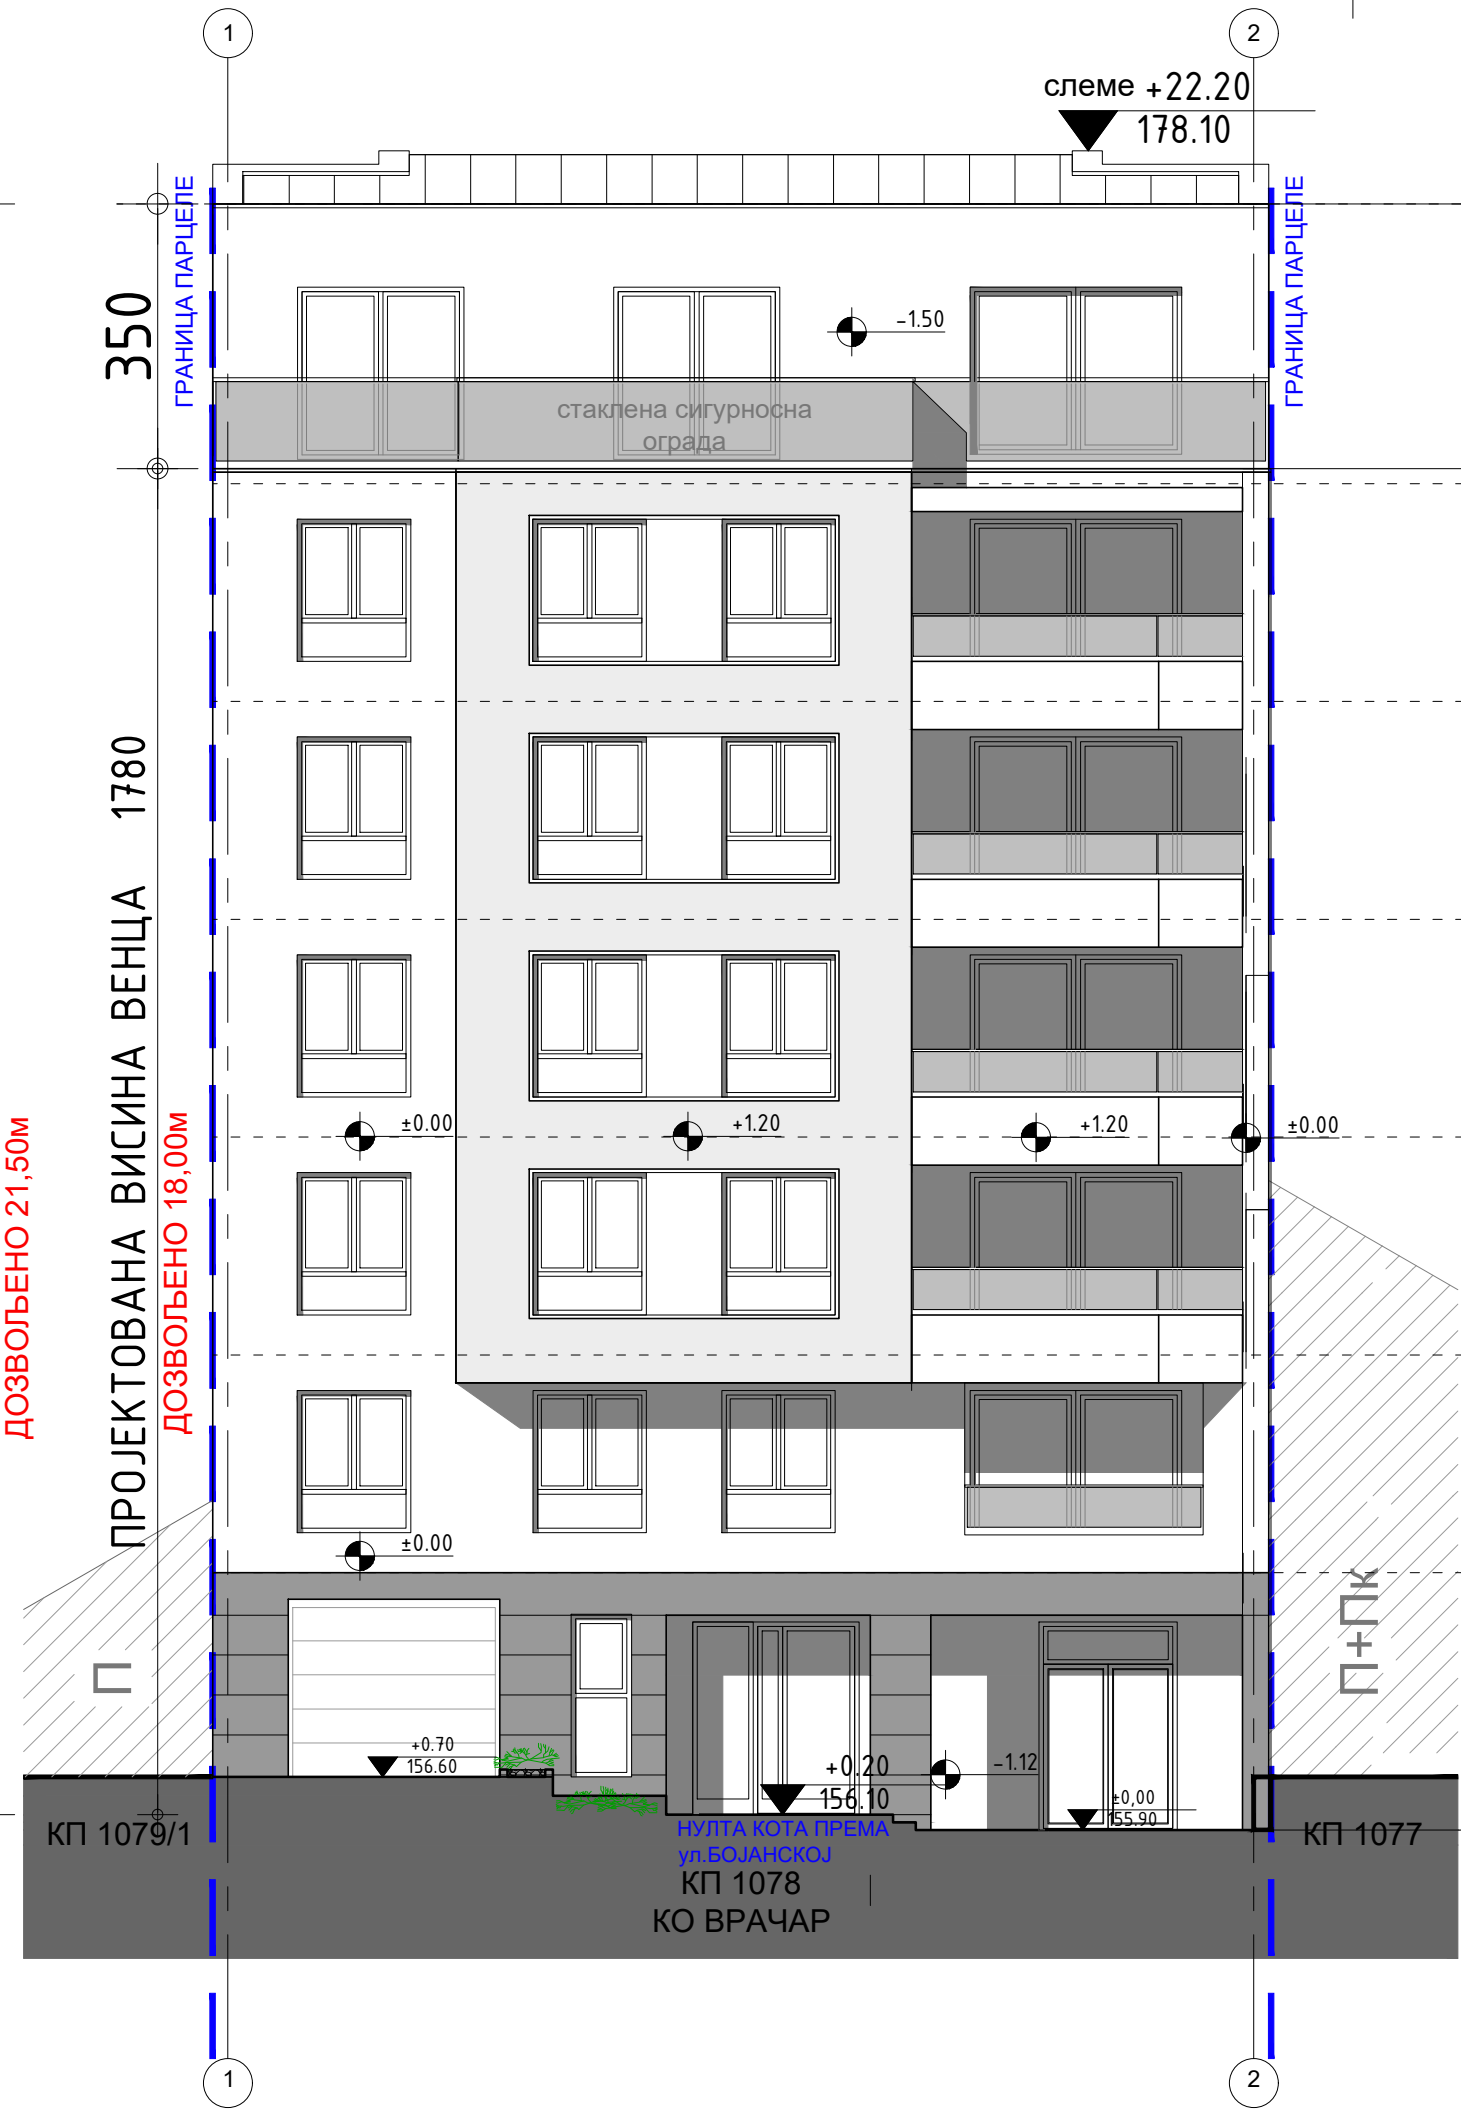 1
2
слеме +22.20
178.10
ГРАНИЦА ПАРЦЕЛЕ
ГРАНИЦА ПАРЦЕЛЕ
350
-1.50
стаклена сигурносна
ограда
ПРОЈЕКТОВАНА ВИСИНА ВЕНЦА 1780
ДОЗВОЉЕНО 21,50м
ДОЗВОЉЕНО 18,00м
±0.00
+1.20
+1.20
±0.00
±0.00
П
П+Пк
+0.70
156.60
+0.20
156.10
-1.12
±0,00
155.90
НУЛТА КОТА ПРЕМА
ул.БОЈАНСКОЈ
КП 1079/1
КП 1078
КО ВРАЧАР
КП 1077
1
2